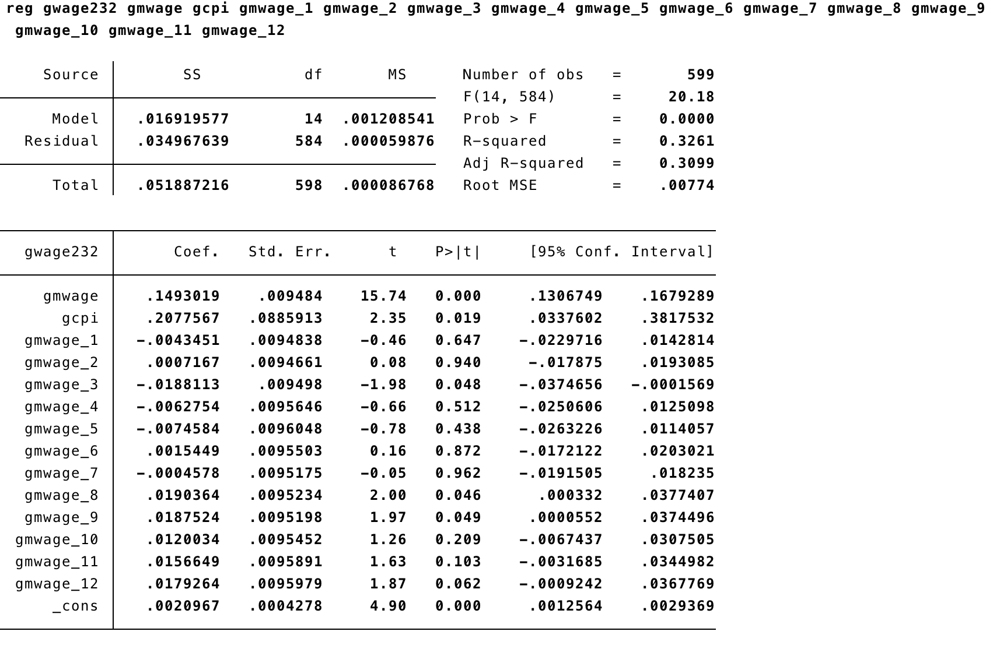 reg gwage232 gmwage gcpi gmwage_1 gmwage_2 gmwage_3 gmwage_4 gmwage_5 gmwage_6 gmwage_7 gmwage_8 gmwage_9
gmwage_10 gmwage_11 gmwage_12
Source SS df MS Number of obs = 599
F(14, 584) = 20.18
Model .016919577 14 .001208541 Prob > F = 0.0000
Residual .034967639 584 .000059876 R-squared = 0.3261
Adj R-squared = 0.3099
Total .051887216 598 .000086768 Root MSE = .00774
gwage232 Coef. Std. Err. t P>|t| [95% Conf. Interval]
gmwage .1493019 .009484 15.74 0.000 .1306749 .1679289
gcpi .2077567 .0885913 2.35 0.019 .0337602 .3817532
gmwage_1 -.0043451 .0094838 -0.46 0.647 -.0229716 .0142814
gmwage_2 .0007167 .0094661 0.08 0.940 -.017875 .0193085
gmwage_3 -.0188113 .009498 -1.98 0.048 -.0374656 -.0001569
gmwage_4 -.0062754 .0095646 -0.66 0.512 -.0250606 .0125098
gmwage_5 -.0074584 .0096048 -0.78 0.438 -.0263226 .0114057
gmwage_6 .0015449 .0095503 0.16 0.872 -.0172122 .0203021
gmwage_7 -.0004578 .0095175 -0.05 0.962 -.0191505 .018235
gmwage_8 .0190364 .0095234 2.00 0.046 .000332 .0377407
gmwage_9 .0187524 .0095198 1.97 0.049 .0000552 .0374496
gmwage_10 .0120034 .0095452 1.26 0.209 -.0067437 .0307505
gmwage_11 .0156649 .0095891 1.63 0.103 -.0031685 .0344982
gmwage_12 .0179264 .0095979 1.87 0.062 -.0009242 .0367769
_cons .0020967 .0004278 4.90 0.000 .0012564 .0029369